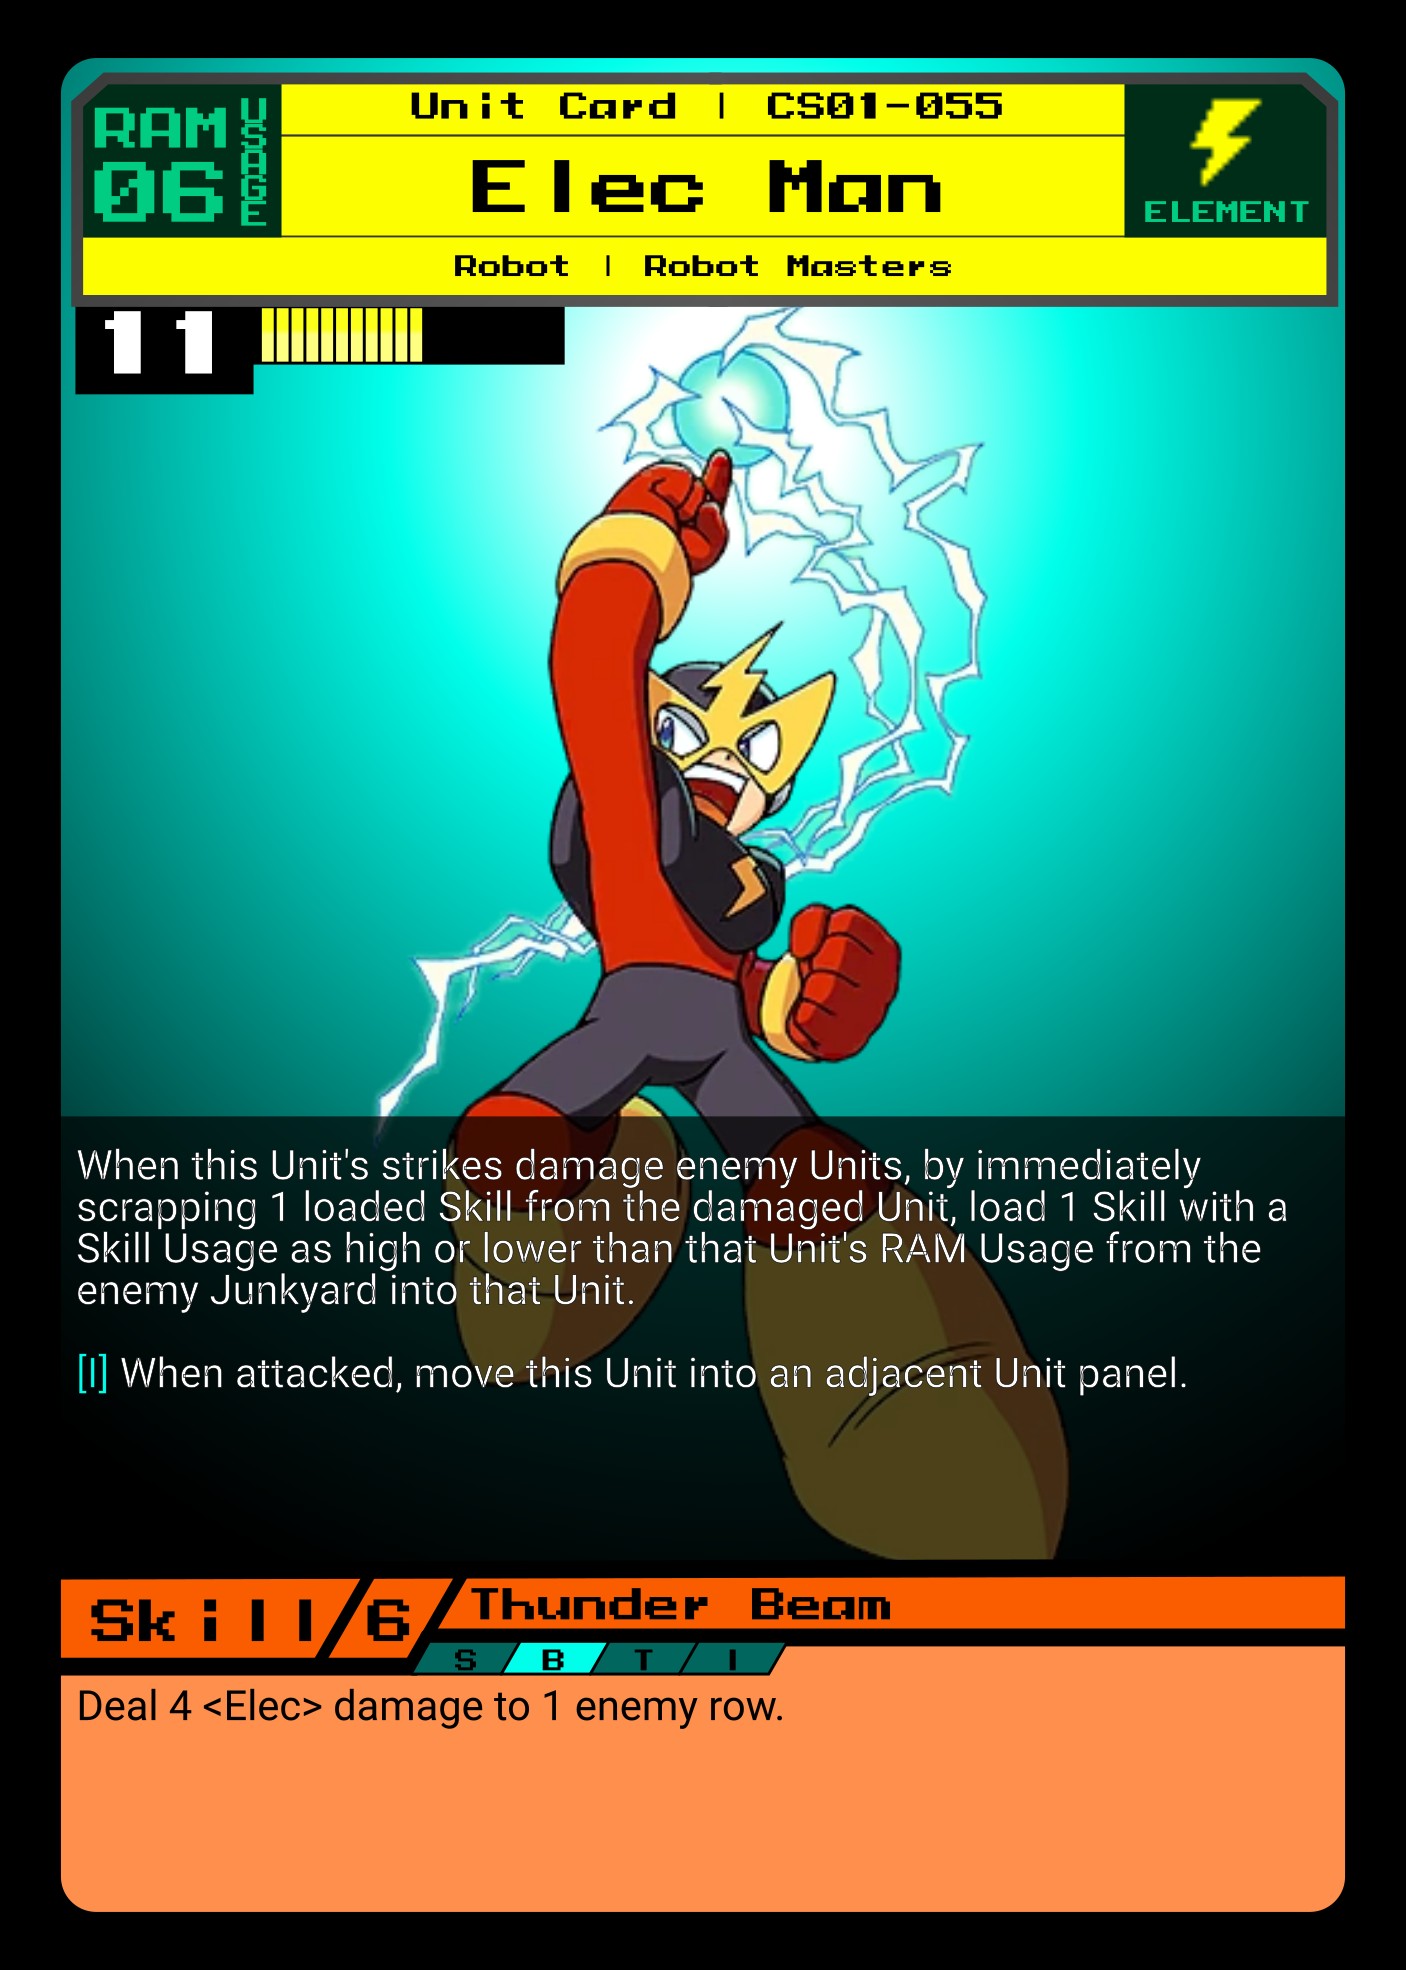 RAM
06
USAGE
Unit Card | CS01-055
Elec Man
ELEMENT
Robot | Robot Masters
11
When this Unit's strikes damage enemy Units, by immediately
scrapping 1 loaded Skill from the damaged Unit, load 1 Skill with a
Skill Usage as high or lower than that Unit's RAM Usage from the
enemy Junkyard into that Unit.
[I] When attacked, move this Unit into an adjacent Unit panel.
Skill/6
Thunder Beam
S B T I
Deal 4 <Elec> damage to 1 enemy row.